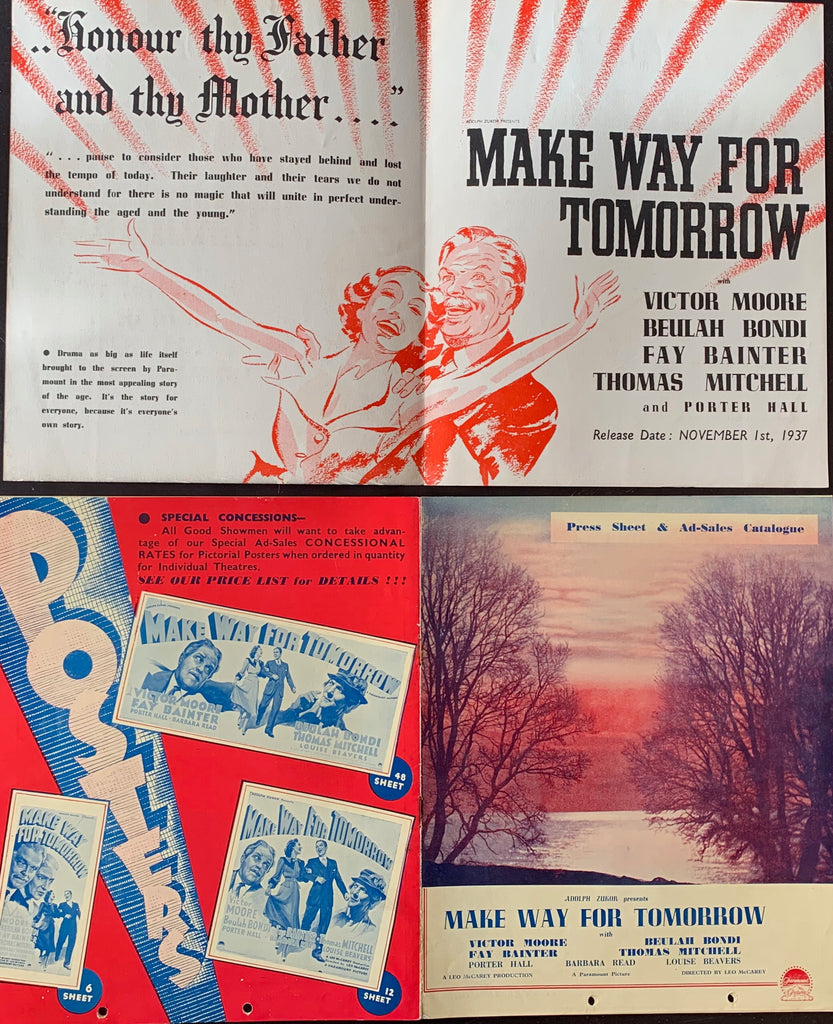 .."Honour thy Father
and thy Mother . . . ."
". . . pause to consider those who have stayed behind and lost
the tempo of today. Their laughter and their tears we do not
understand for there is no magic that will unite in perfect under-
standing the aged and the young."
● Drama as big as life itself
brought to the screen by Para-
mount in the most appealing story
of the age. It's the story for
everyone, because it's everyone's
own story.
ADOLPH ZUKOR PRESENTS
MAKE WAY FOR
TOMORROW
with
VICTOR MOORE
BEULAH BONDI
FAY BAINTER
THOMAS MITCHELL
and PORTER HALL
Release Date: NOVEMBER 1st, 1937
POSTERS
● SPECIAL CONCESSIONS—
All Good Showmen will want to take advan-
tage of our Special Ad-Sales CONCESSIONAL
RATES for Pictorial Posters when ordered in quantity
for Individual Theatres.
SEE OUR PRICE LIST for DETAILS !!!
MAKE WAY FOR TOMORROW
VICTOR MOORE
FAY BAINTER
PORTER HALL · BARBARA READ
BEULAH BONDI
THOMAS MITCHELL
LOUISE BEAVERS
48
SHEET
MAKE WAY
FOR TOMORROW
MOORE
6
SHEET
MAKE WAY FOR TOMORROW
Victor
MOORE
Beulah
BONDI
PORTER HALL
Thomas MITCHELL
LOUISE BEAVERS
A PARAMOUNT PICTURE
12
SHEET
Press Sheet & Ad-Sales Catalogue
ADOLPH ZUKOR presents
MAKE WAY FOR TOMORROW
with
VICTOR MOORE BEULAH BONDI
FAY BAINTER THOMAS MITCHELL
PORTER HALL BARBARA READ LOUISE BEAVERS
A LEO McCAREY PRODUCTION A Paramount Picture DIRECTED BY LEO McCAREY
Paramount